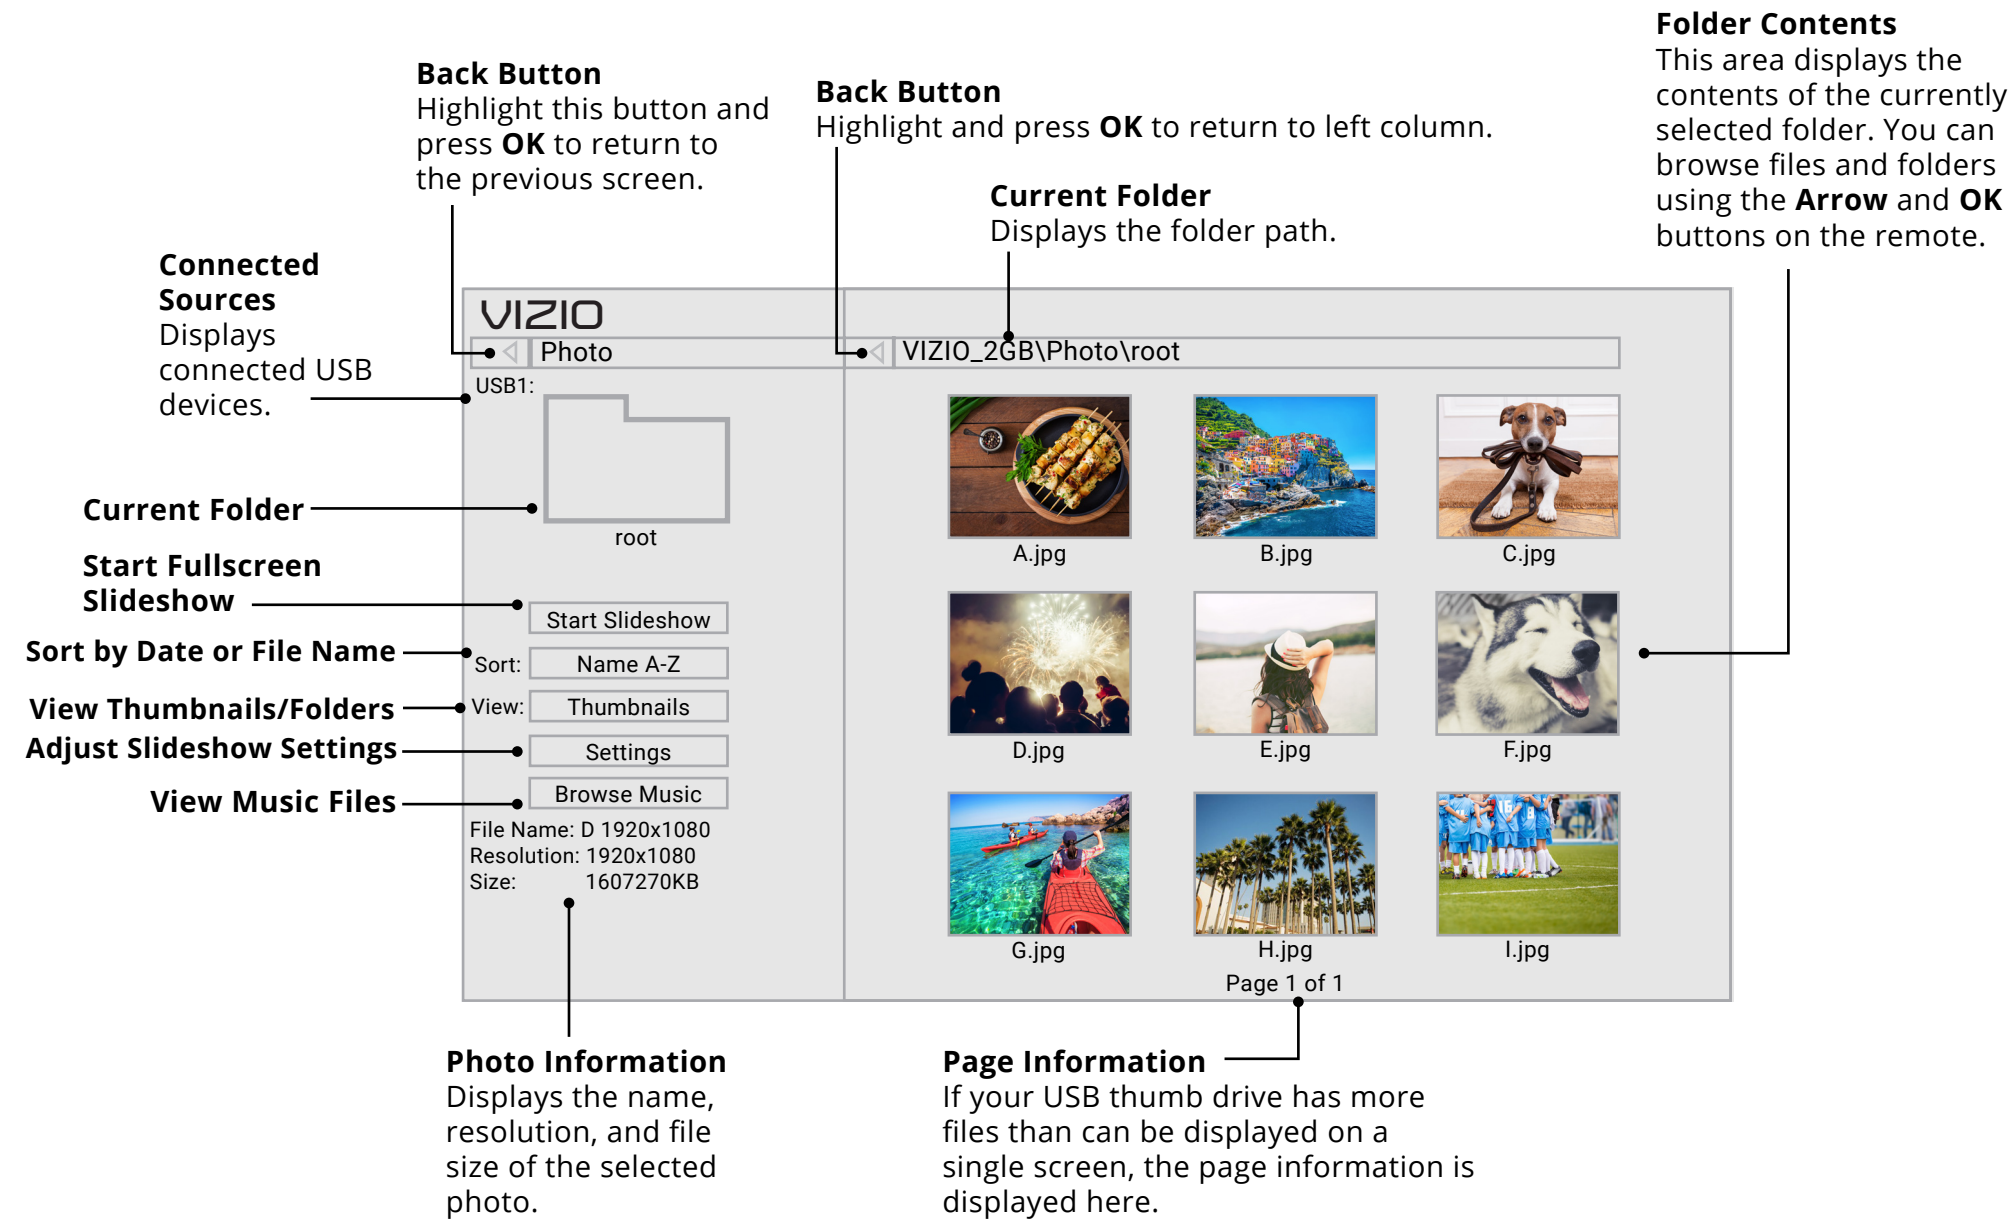 Folder Contents
This area displays the
contents of the currently
selected folder. You can
browse files and folders
using the Arrow and OK
buttons on the remote.
Back Button
Highlight this button and
press OK to return to
the previous screen.
Back Button
Highlight and press OK to return to left column.
Current Folder
Displays the folder path.
Connected
Sources
Displays
connected USB
devices.
Current Folder
Start Fullscreen
Slideshow
Sort by Date or File Name
View Thumbnails/Folders
Adjust Slideshow Settings
View Music Files
VIZIO
Photo
USB1:
root
Start Slideshow
Sort: Name A-Z
View: Thumbnails
Settings
Browse Music
File Name: D 1920x1080
Resolution: 1920x1080
Size: 1607270KB
VIZIO_2GB\Photo\root
A.jpg
B.jpg
C.jpg
D.jpg
E.jpg
F.jpg
G.jpg
H.jpg
I.jpg
Page 1 of 1
Photo Information
Displays the name,
resolution, and file
size of the selected
photo.
Page Information
If your USB thumb drive has more
files than can be displayed on a
single screen, the page information is
displayed here.